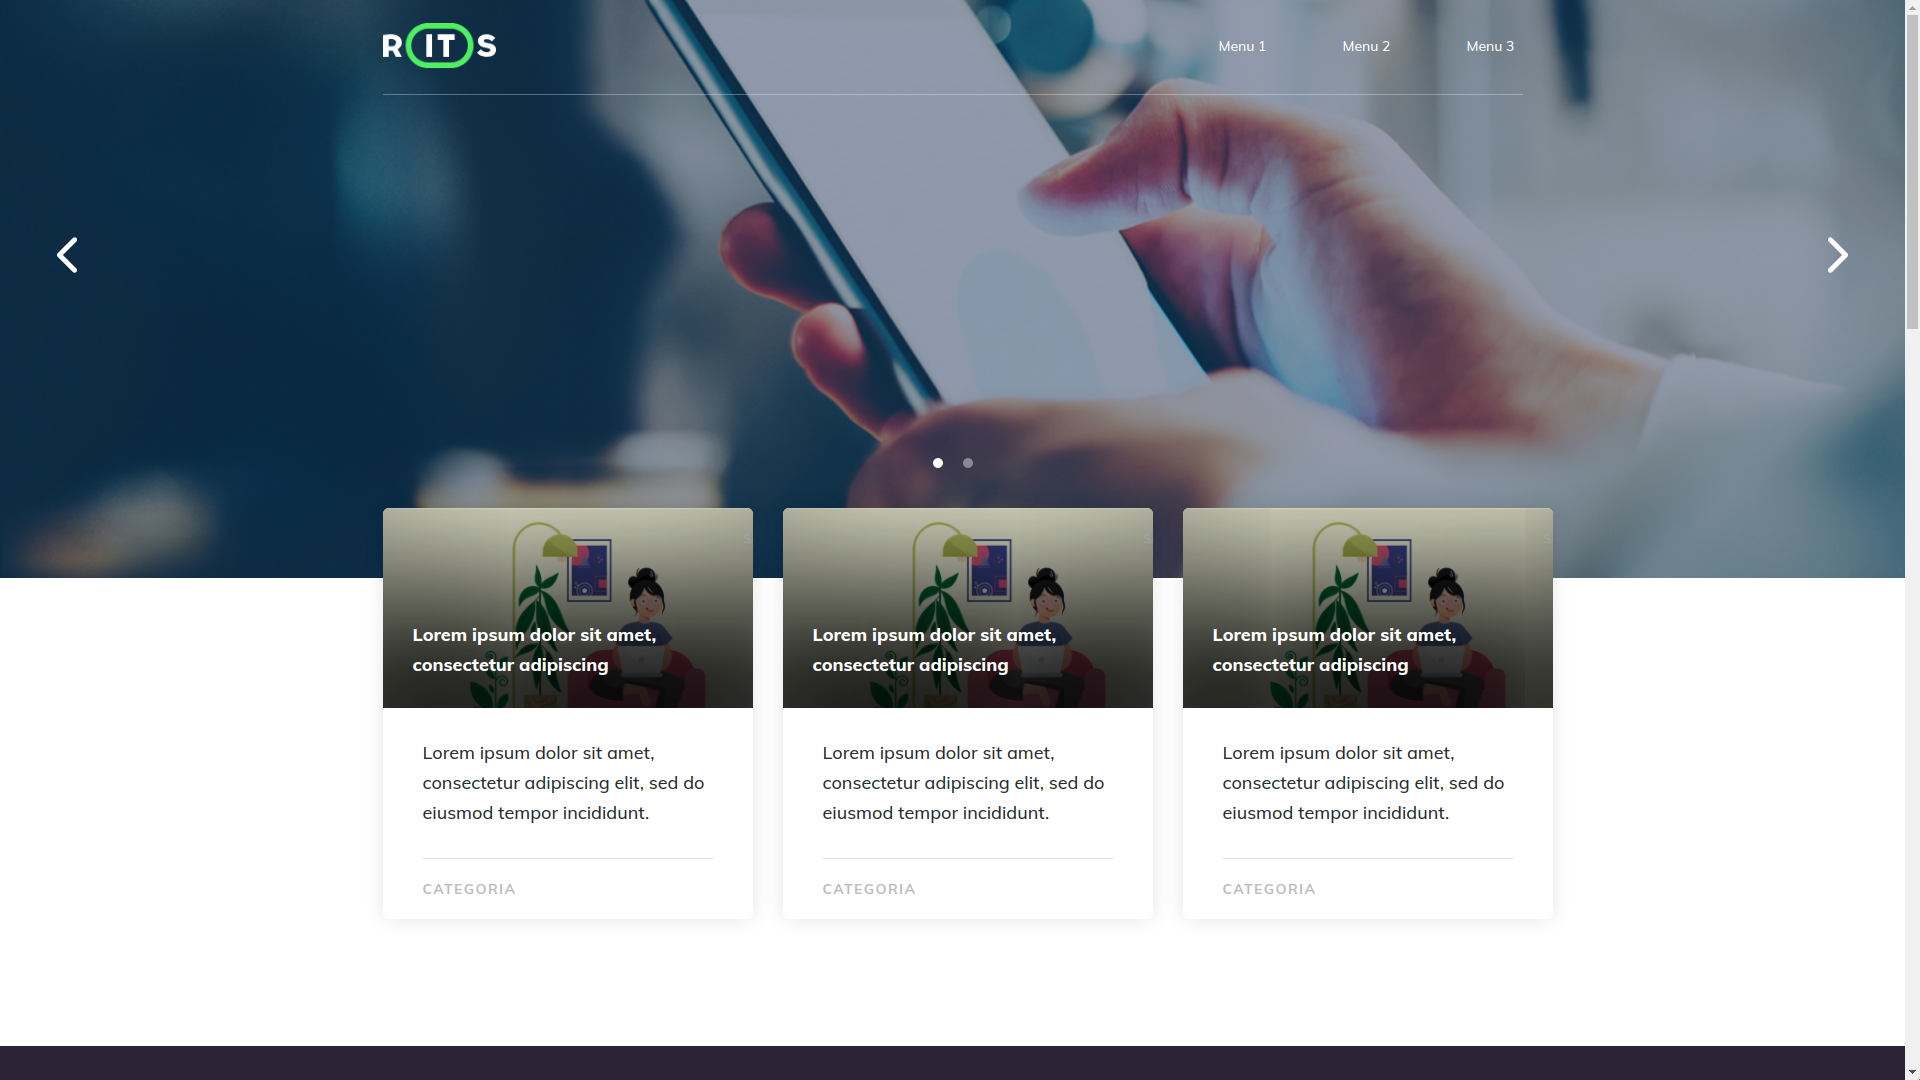 R IT S
Menu 1
Menu 2
Menu 3
Lorem ipsum dolor sit amet,
consectetur adipiscing
Lorem ipsum dolor sit amet,
consectetur adipiscing elit, sed do
eiusmod tempor incididunt.
CATEGORIA
Lorem ipsum dolor sit amet,
consectetur adipiscing
Lorem ipsum dolor sit amet,
consectetur adipiscing elit, sed do
eiusmod tempor incididunt.
CATEGORIA
Lorem ipsum dolor sit amet,
consectetur adipiscing
Lorem ipsum dolor sit amet,
consectetur adipiscing elit, sed do
eiusmod tempor incididunt.
CATEGORIA